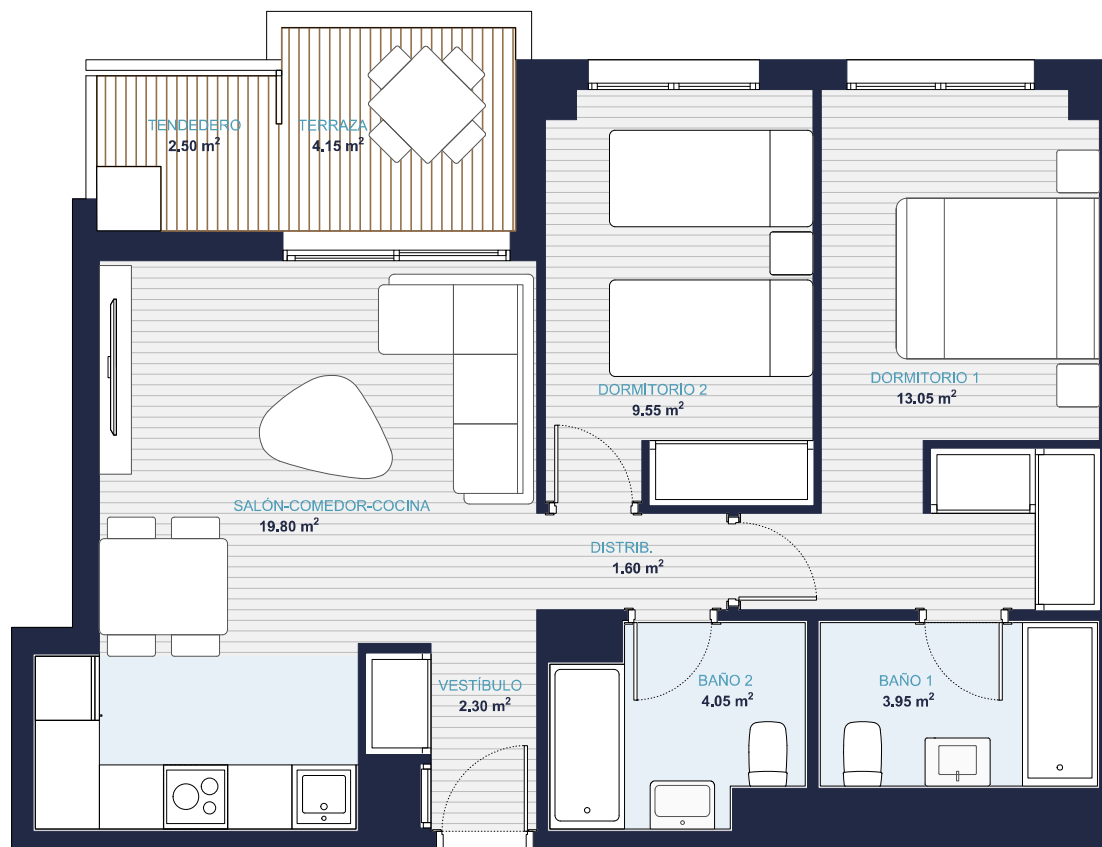 TENDEDERO
2.50 m²
TERRAZA
4.15 m²
DORMITORIO 2
9.55 m²
DORMITORIO 1
13.05 m²
SALÓN-COMEDOR-COCINA
19.80 m²
DISTRIB.
1.60 m²
VESTÍBULO
2.30 m²
BAÑO 2
4.05 m²
BAÑO 1
3.95 m²